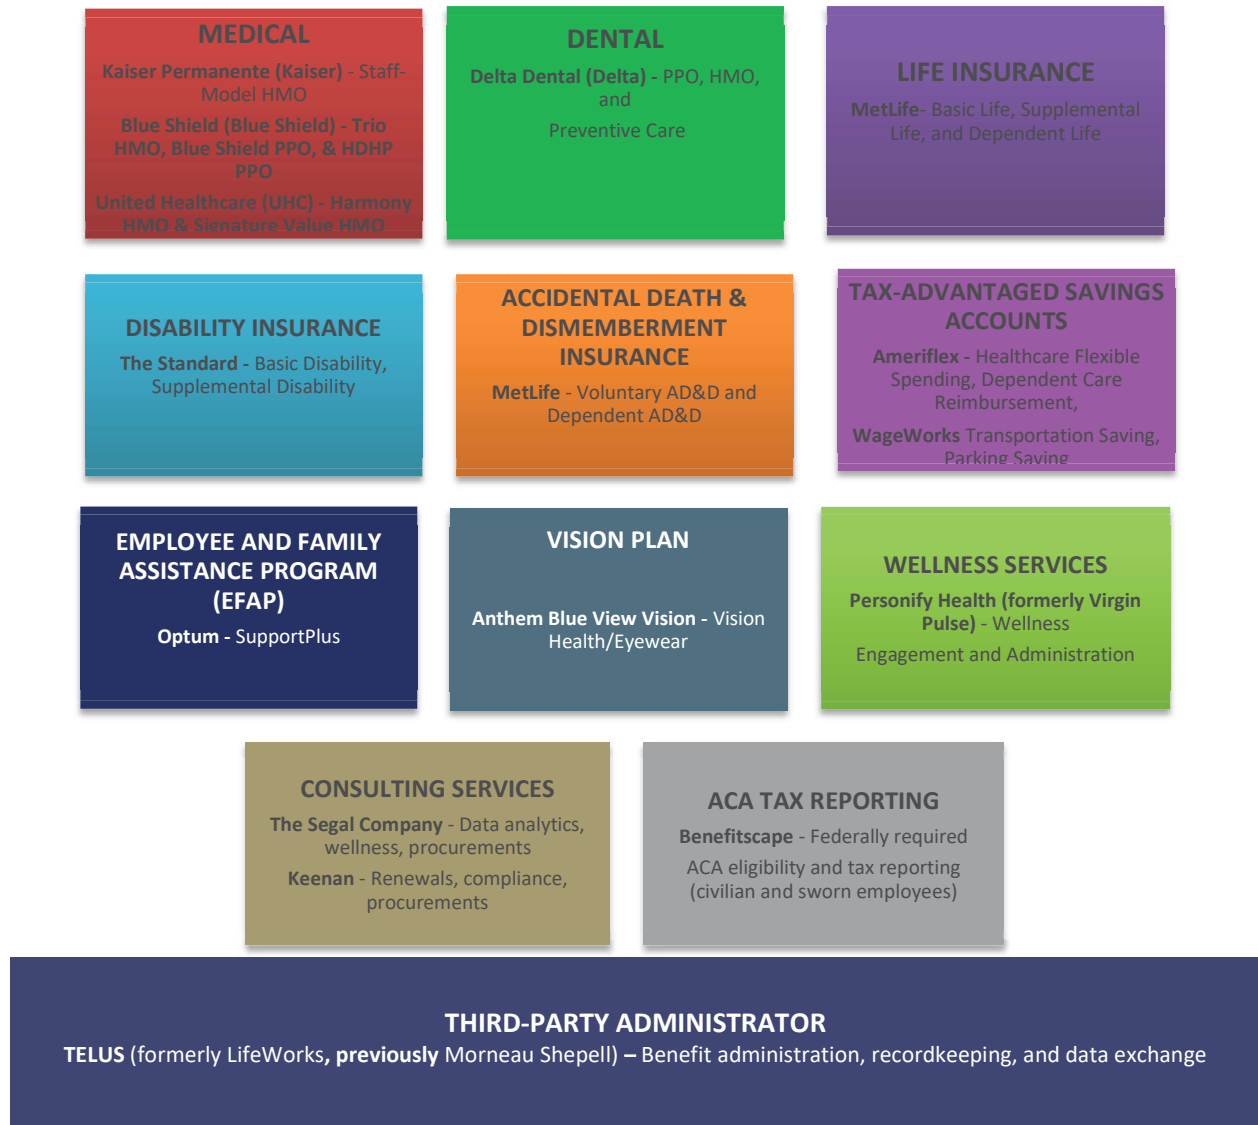 MEDICAL
Kaiser Permanente (Kaiser) - Staff-
Model HMO
Blue Shield (Blue Shield) - Trio
HMO, Blue Shield PPO, & HDHP
PPO
United Healthcare (UHC) - Harmony
HMO & Signature Value HMO
DENTAL
Delta Dental (Delta) - PPO, HMO,
and
Preventive Care
LIFE INSURANCE
MetLife- Basic Life, Supplemental
Life, and Dependent Life
DISABILITY INSURANCE
The Standard - Basic Disability,
Supplemental Disability
ACCIDENTAL DEATH &
DISMEMBERMENT
INSURANCE
MetLife - Voluntary AD&D and
Dependent AD&D
TAX-ADVANTAGED SAVINGS
ACCOUNTS
Ameriflex - Healthcare Flexible
Spending, Dependent Care
Reimbursement,
WageWorks Transportation Saving,
Parking Saving
EMPLOYEE AND FAMILY
ASSISTANCE PROGRAM
(EFAP)
Optum - SupportPlus
VISION PLAN
Anthem Blue View Vision - Vision
Health/Eyewear
WELLNESS SERVICES
Personify Health (formerly Virgin
Pulse) - Wellness
Engagement and Administration
CONSULTING SERVICES
The Segal Company - Data analytics,
wellness, procurements
Keenan - Renewals, compliance,
procurements
ACA TAX REPORTING
Benefitscape - Federally required
ACA eligibility and tax reporting
(civilian and sworn employees)
THIRD-PARTY ADMINISTRATOR
TELUS (formerly LifeWorks, previously Morneau Shepell) – Benefit administration, recordkeeping, and data exchange